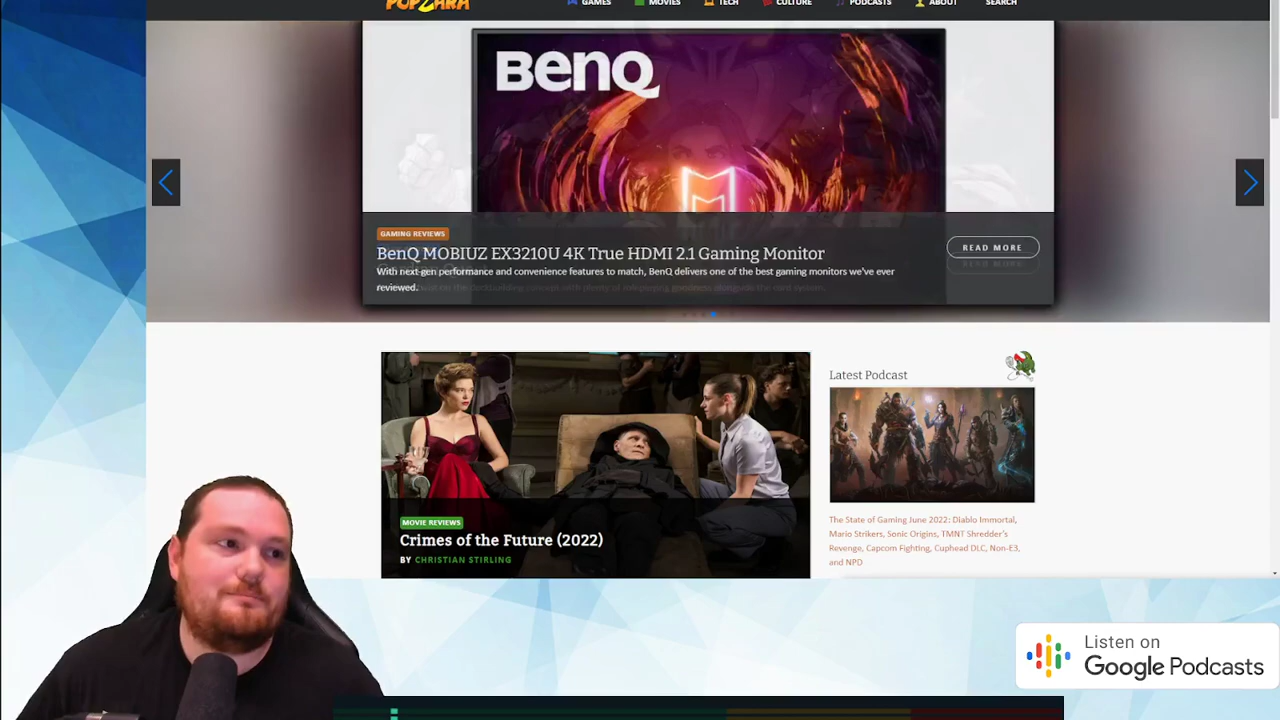 POPZARA
GAMES
MOVIES
TECH
CULTURE
PODCASTS
ABOUT
SEARCH
BenQ
GAMING REVIEWS
BenQ MOBIUZ EX3210U 4K True HDMI 2.1 Gaming Monitor
With next-gen performance and convenience features to match, BenQ delivers one of the best gaming monitors we've ever
reviewed.
READ MORE
READ MORE
MOVIE REVIEWS
Crimes of the Future (2022)
BY CHRISTIAN STIRLING
Latest Podcast
The State of Gaming June 2022: Diablo Immortal,
Mario Strikers, Sonic Origins, TMNT Shredder's
Revenge, Capcom Fighting, Cuphead DLC, Non-E3,
and NPD
Listen on
Google Podcasts